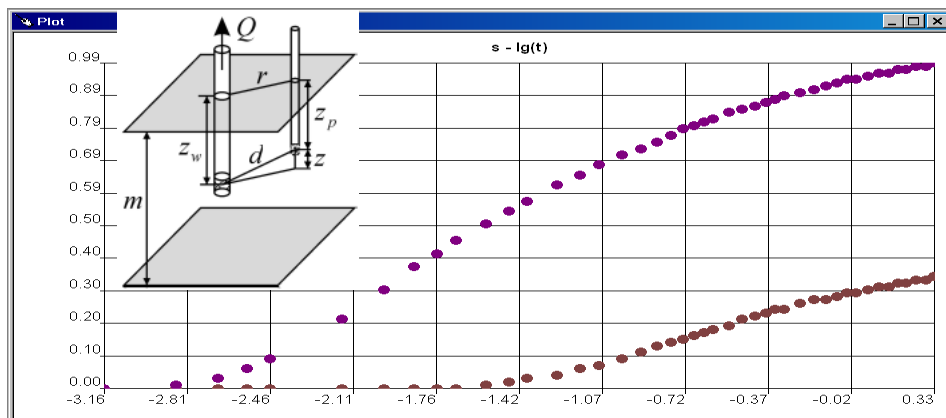 Plot
s - lg(t)
Q
r
z_p
z_w
d
z
m
0.99
0.89
0.79
0.69
0.59
0.50
0.40
0.30
0.20
0.10
0.00
-3.16 -2.81 -2.46 -2.11 -1.76 -1.42 -1.07 -0.72 -0.37 -0.02 0.33